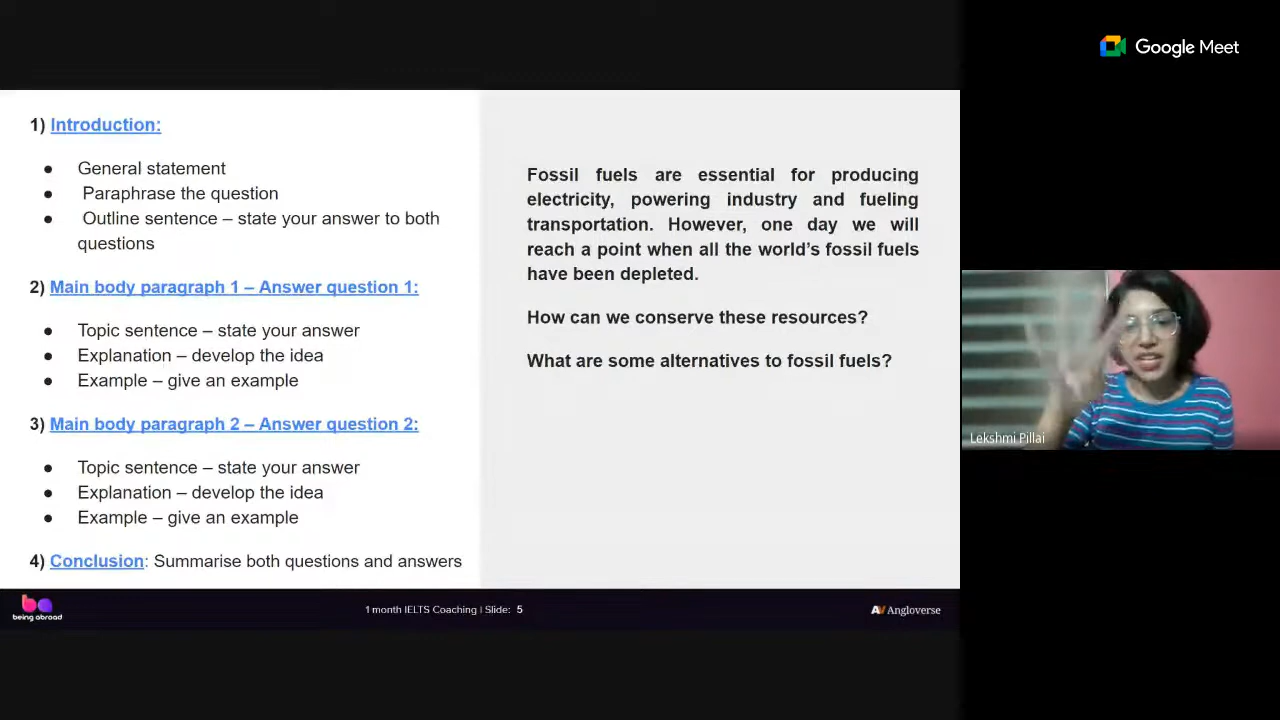 Google Meet
1) Introduction:
● General statement
● Paraphrase the question
● Outline sentence – state your answer to both
questions
2) Main body paragraph 1 – Answer question 1:
● Topic sentence – state your answer
● Explanation – develop the idea
● Example – give an example
3) Main body paragraph 2 – Answer question 2:
● Topic sentence – state your answer
● Explanation – develop the idea
● Example – give an example
4) Conclusion: Summarise both questions and answers
Fossil fuels are essential for producing
electricity, powering industry and fueling
transportation. However, one day we will
reach a point when all the world's fossil fuels
have been depleted.
How can we conserve these resources?
What are some alternatives to fossil fuels?
Lekshmi Pillai
being abroad
1 month IELTS Coaching | Slide: 5
AV Angloverse